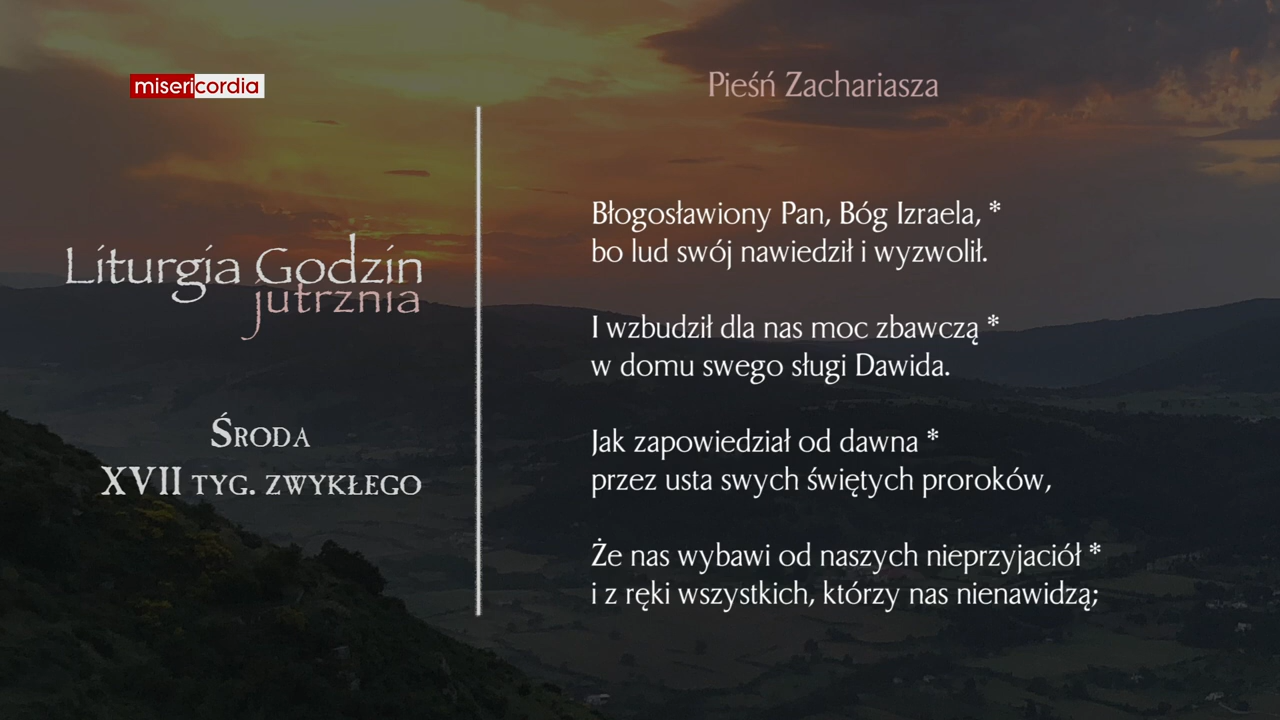 misericordia
Liturgia Godzin
jutrznia
Środa
XVII tyg. zwykłego
Pieśń Zachariasza
Błogosławiony Pan, Bóg Izraela, *
bo lud swój nawiedził i wyzwolił.
I wzbudził dla nas moc zbawczą *
w domu swego sługi Dawida.
Jak zapowiedział od dawna *
przez usta swych świętych proroków,
Że nas wybawi od naszych nieprzyjaciół *
i z ręki wszystkich, którzy nas nienawidzą;